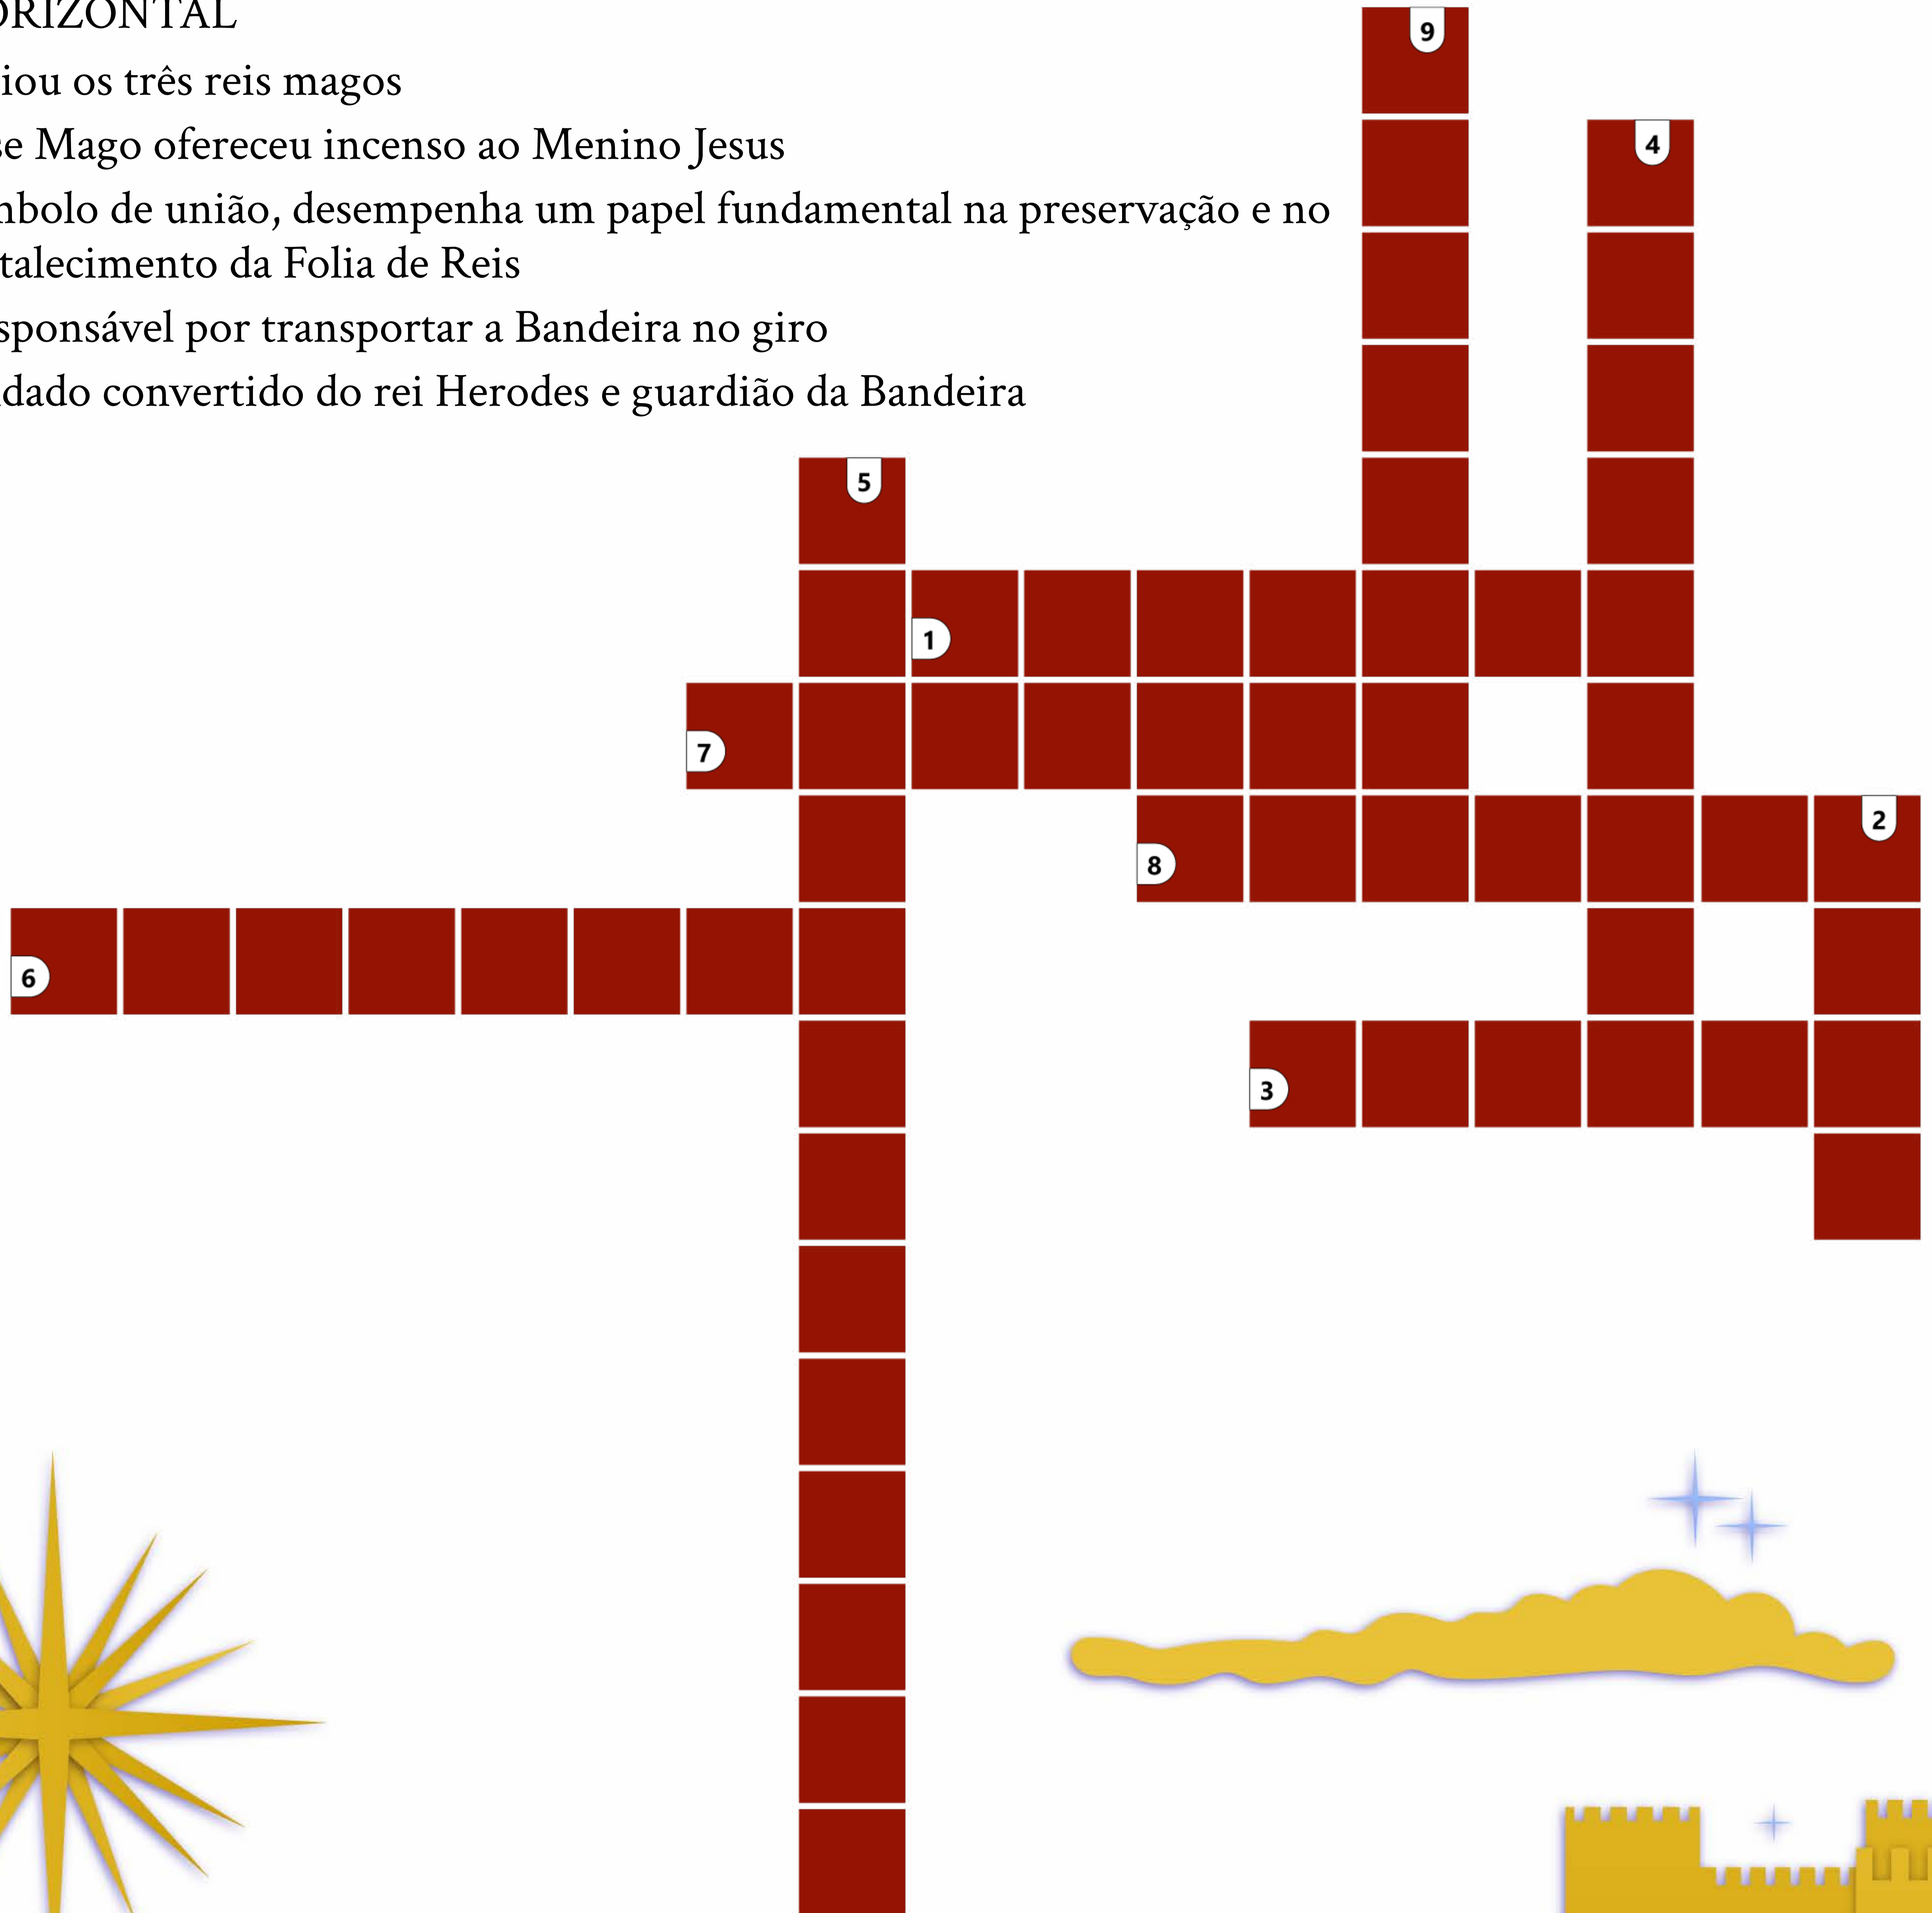 ORIZONTAL
iou os três reis magos
se Mago ofereceu incenso ao Menino Jesus
mbolo de união, desempenha um papel fundamental na preservação e no
talecimento da Folia de Reis
sponsável por transportar a Bandeira no giro
dado convertido do rei Herodes e guardião da Bandeira
9
4
5
1
7
2
8
6
3